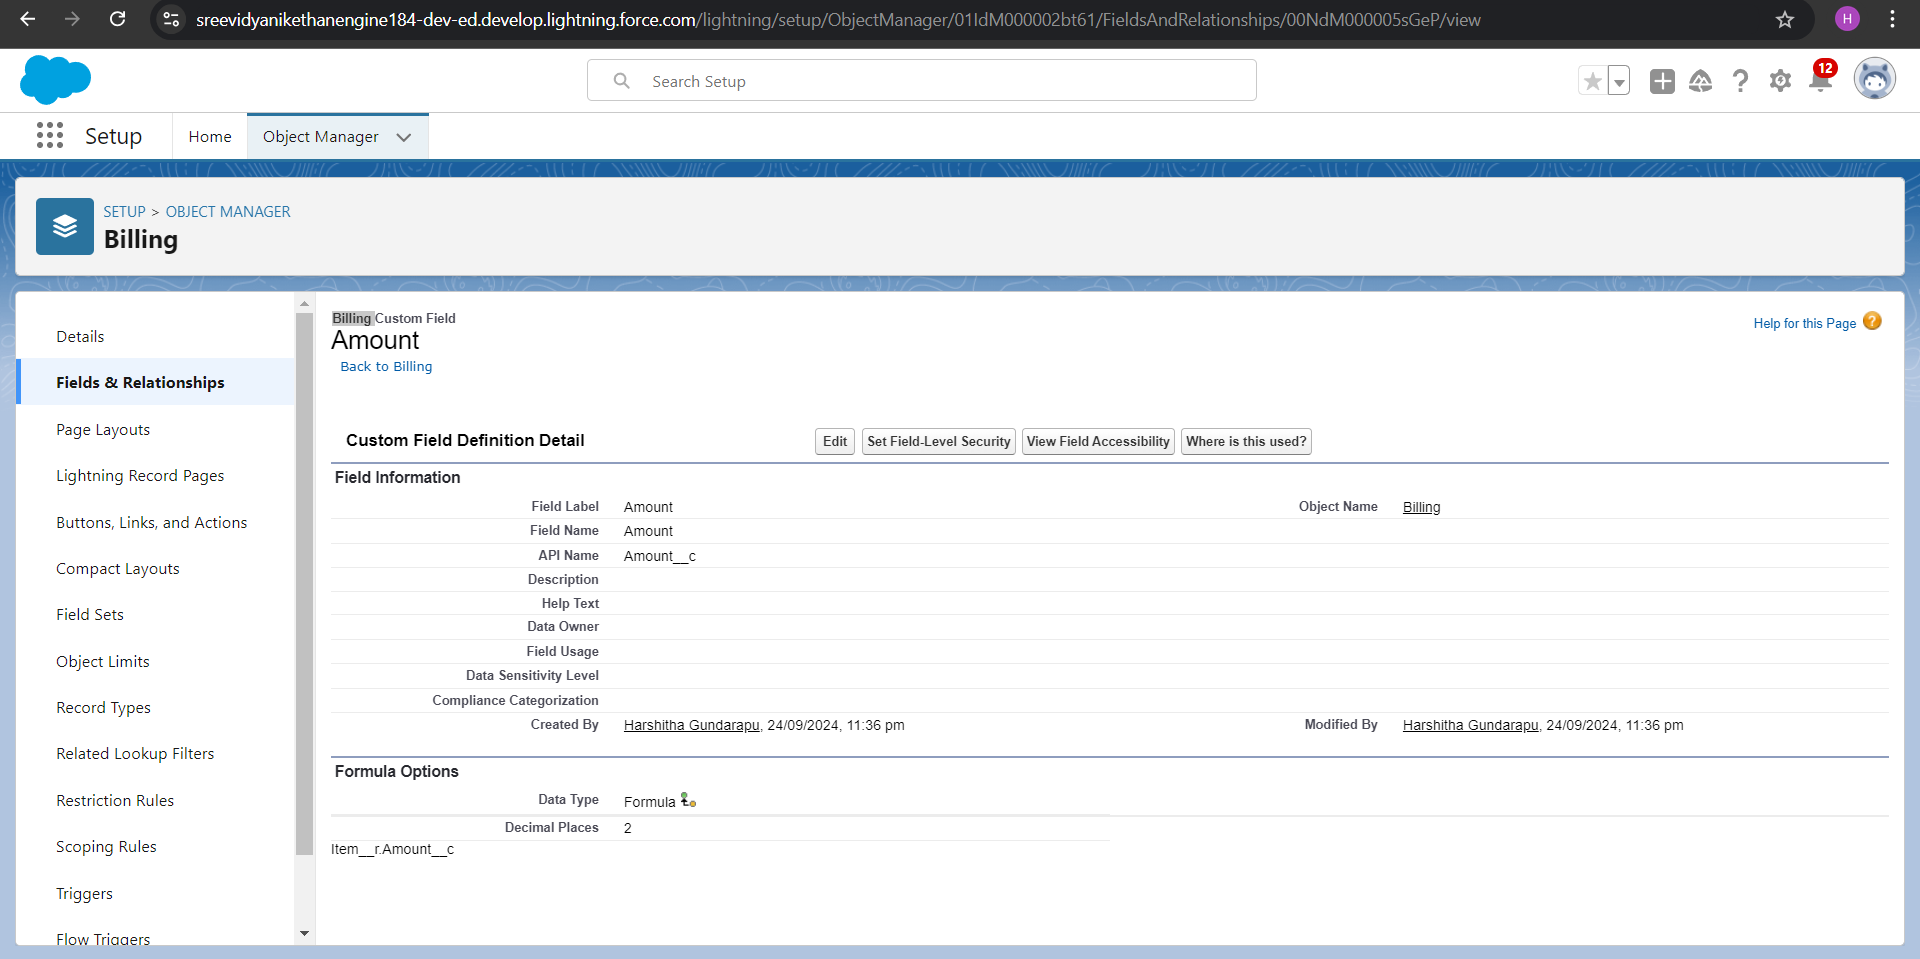 sreevidyanikethanengine184-dev-ed.develop.lightning.force.com/lightning/setup/ObjectManager/01IdM000002bt61/FieldsAndRelationships/00NdM000005sGeP/view
H
Search Setup
12
Setup
Home
Object Manager
SETUP > OBJECT MANAGER
Billing
Details
Fields & Relationships
Page Layouts
Lightning Record Pages
Buttons, Links, and Actions
Compact Layouts
Field Sets
Object Limits
Record Types
Related Lookup Filters
Restriction Rules
Scoping Rules
Triggers
Flow Triggers
Billing Custom Field
Amount
Back to Billing
Help for this Page ?
Custom Field Definition Detail
Edit
Set Field-Level Security
View Field Accessibility
Where is this used?
Field Information
Field Label Amount Object Name Billing
Field Name Amount
API Name Amount__c
Description
Help Text
Data Owner
Field Usage
Data Sensitivity Level
Compliance Categorization
Created By Harshitha Gundarapu, 24/09/2024, 11:36 pm Modified By Harshitha Gundarapu, 24/09/2024, 11:36 pm
Formula Options
Data Type Formula
Decimal Places 2
Item__r.Amount__c